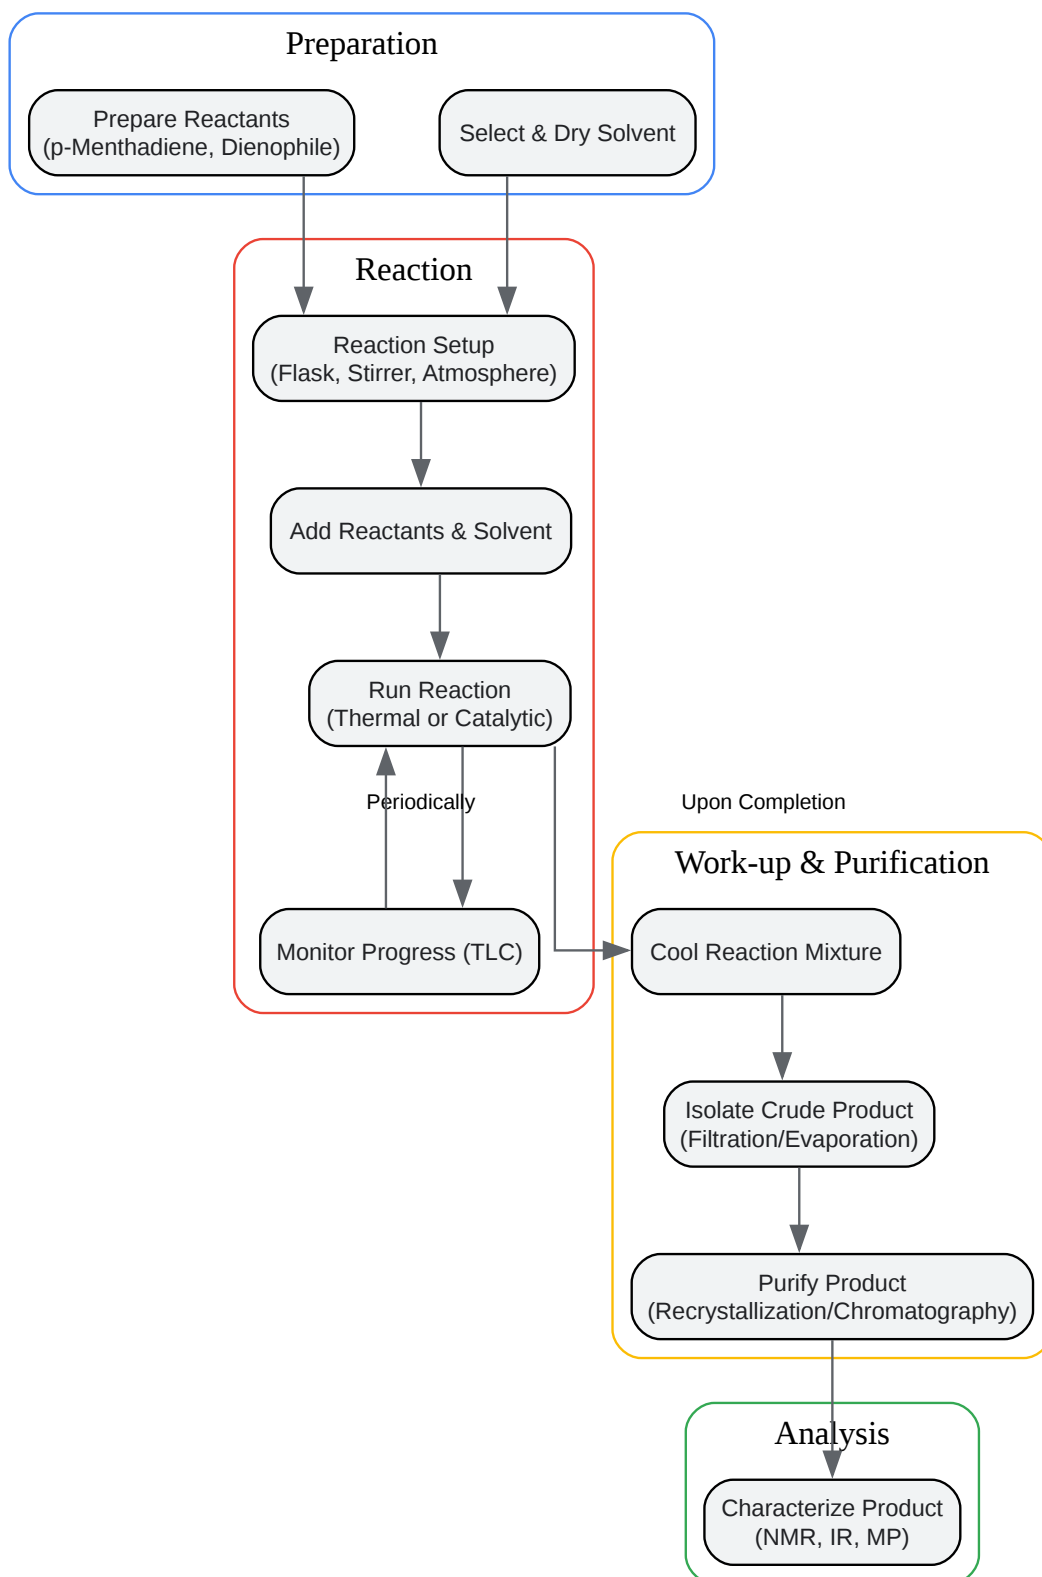 Preparation
Prepare Reactants
(p-Menthadiene, Dienophile)
Select & Dry Solvent
Reaction
Reaction Setup
(Flask, Stirrer, Atmosphere)
Add Reactants & Solvent
Run Reaction
(Thermal or Catalytic)
Periodically
Upon Completion
Monitor Progress (TLC)
Work-up & Purification
Cool Reaction Mixture
Isolate Crude Product
(Filtration/Evaporation)
Purify Product
(Recrystallization/Chromatography)
Analysis
Characterize Product
(NMR, IR, MP)